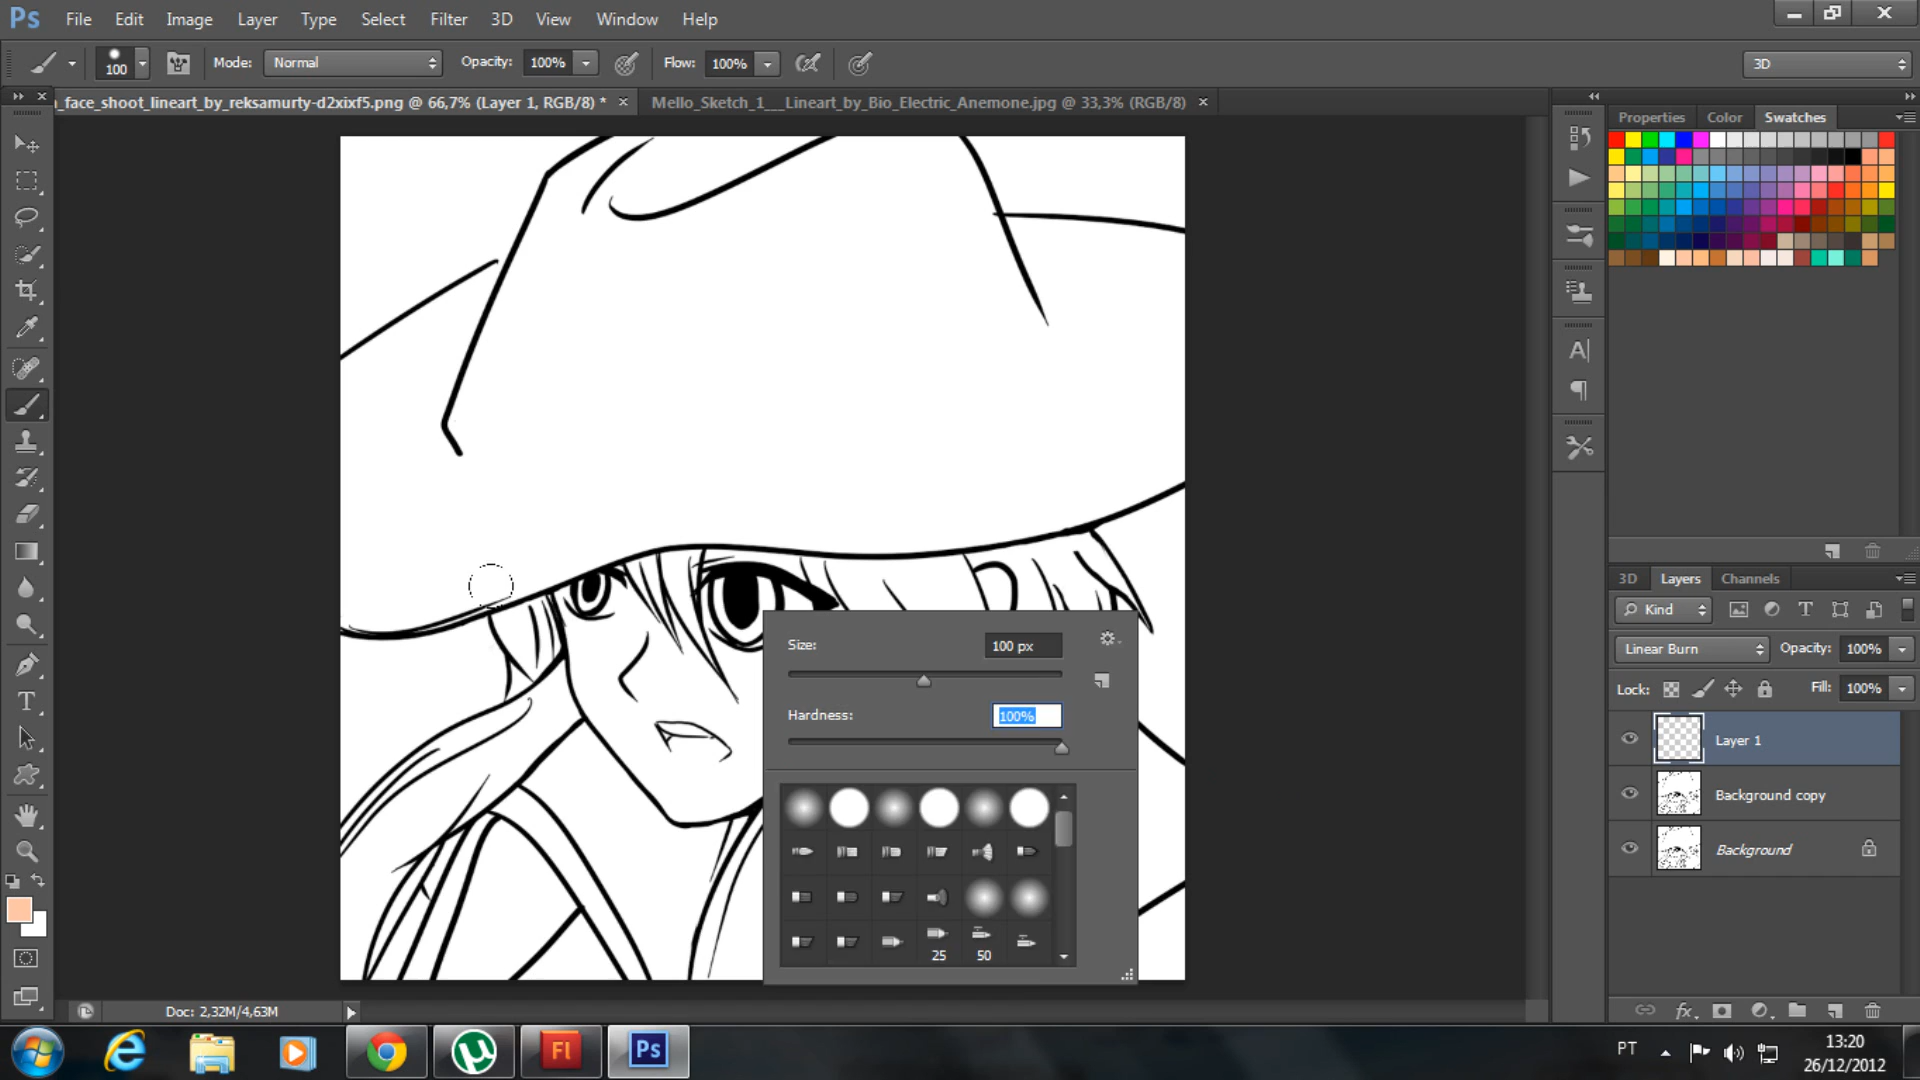 Ps File Edit Image Layer Type Select Filter 3D View Window Help
100 Mode: Normal Opacity: 100% Flow: 100% 3D
_face_shoot_lineart_by_reksamurty-d2xixf5.png @ 66,7% (Layer 1, RGB/8) * Mello_Sketch_1___Lineart_by_Bio_Electric_Anemone.jpg @ 33,3% (RGB/8)
Properties Color Swatches
3D Layers Channels
Kind
Linear Burn Opacity: 100%
Lock: Fill: 100%
Layer 1
Background copy
Background
Size: 100 px
Hardness: 100%
25 50
Doc: 2,32M/4,63M
Fl Ps
PT 13:20
26/12/2012